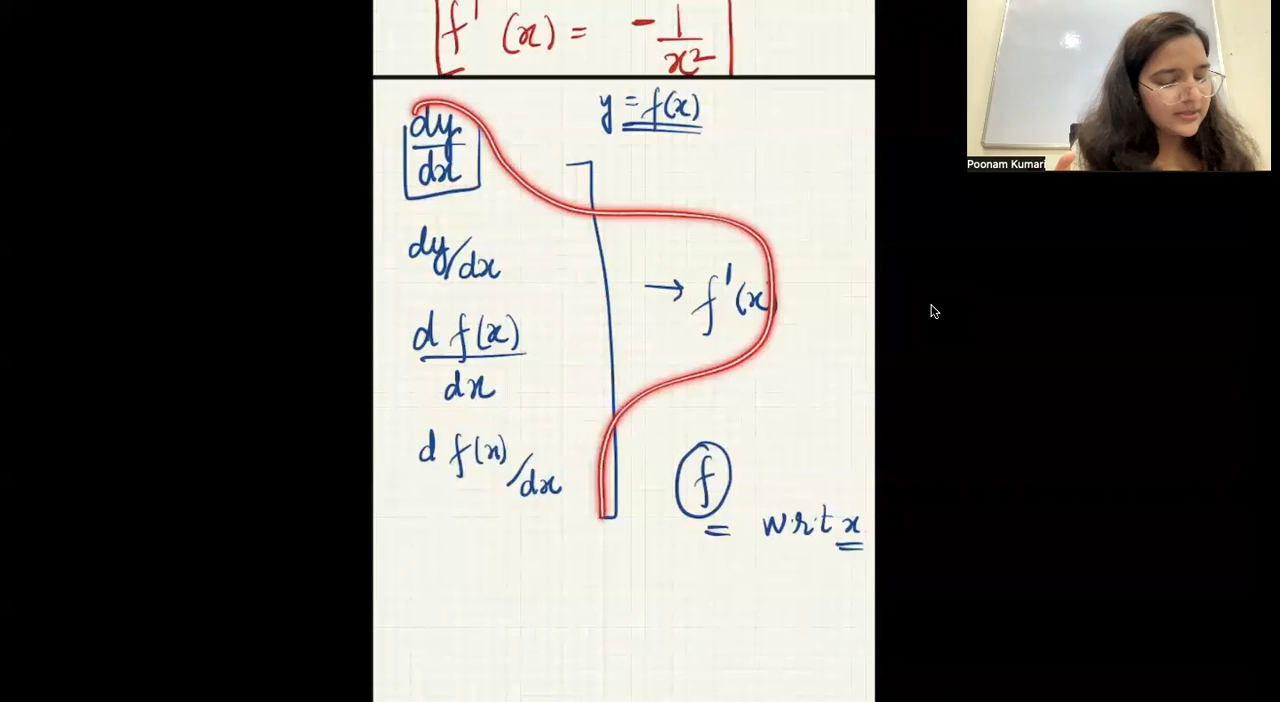 f'(x) = -1/x²
y = f(x)
dy/dx
dy/dx
→ f'(x)
d f(x)/dx
d f(x)/dx
f
w.r.t x
Poonam Kumari